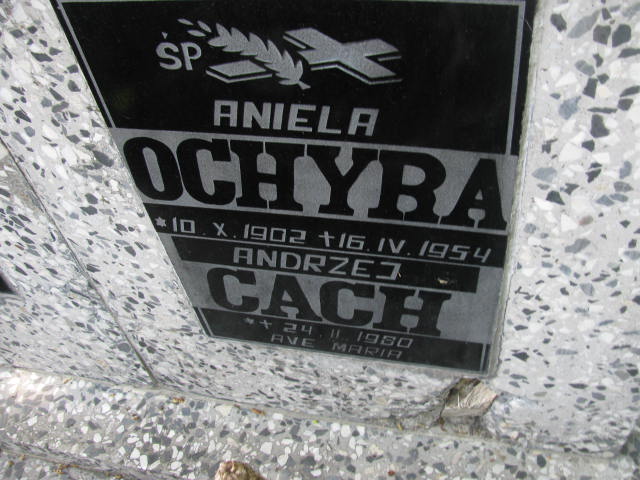 ŚP
ANIELA
OCHYRA
*10.X.1902 +16.IV.1954
ANDRZEJ
CACH
*+ 24.II.1980
AVE MARIA